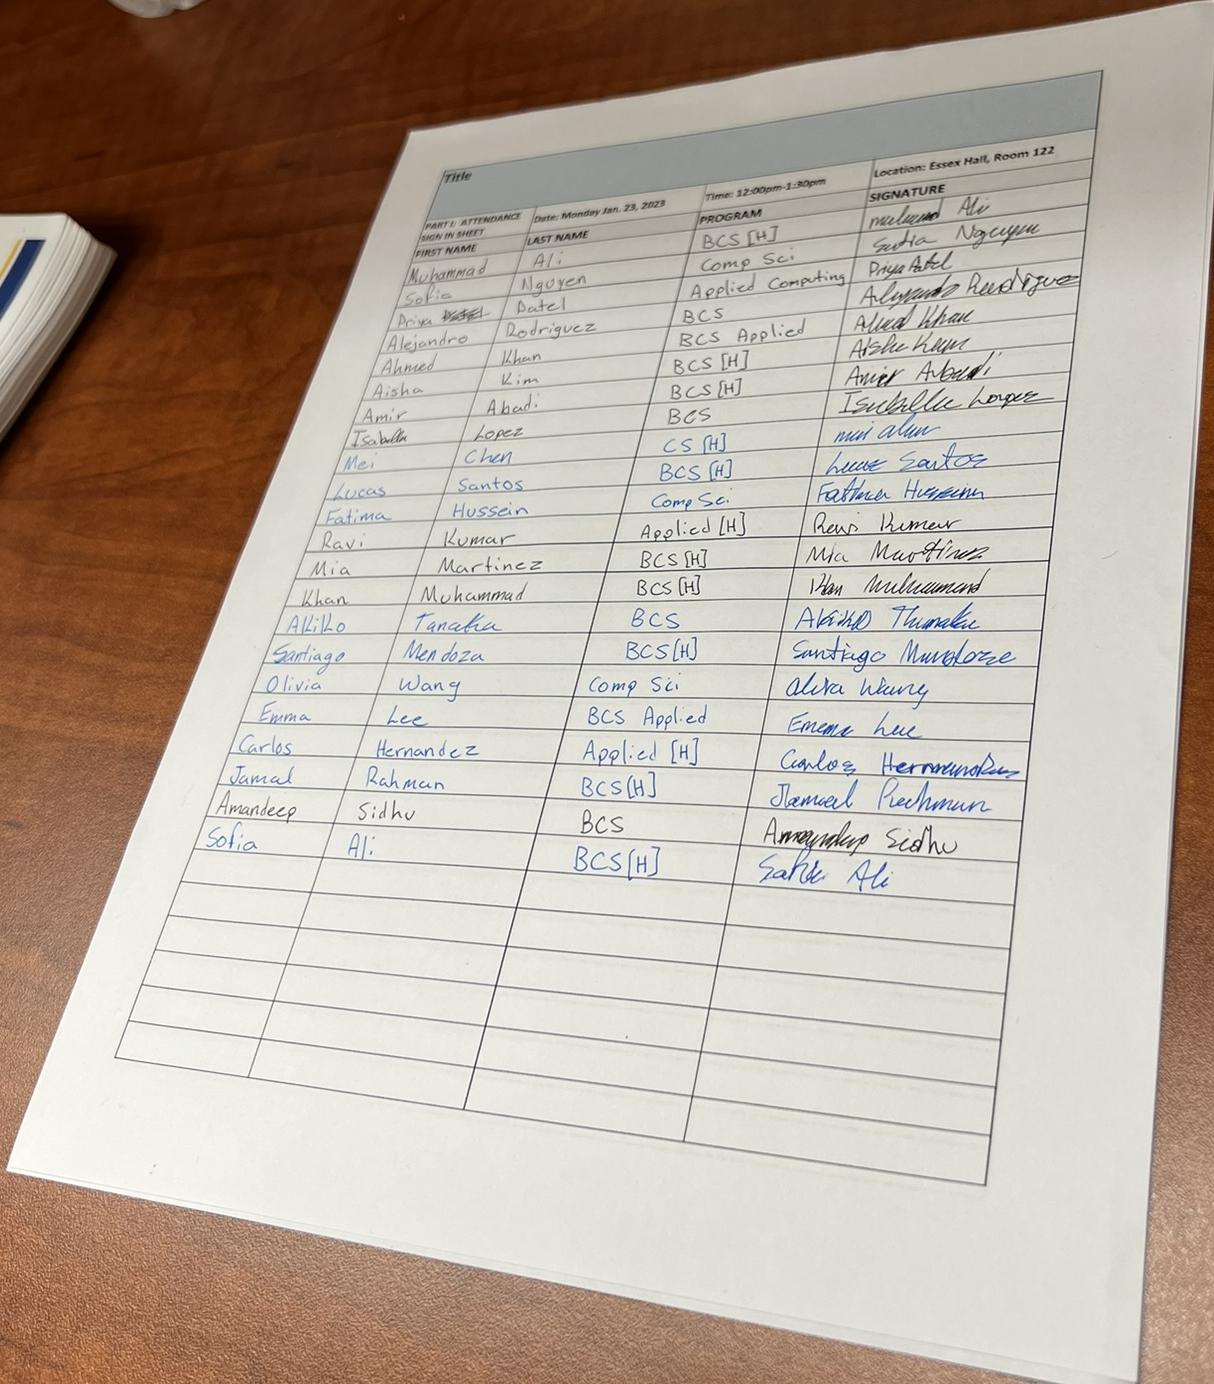 Title
PART I: ATTENDANCE SIGN IN SHEET Date: Monday Jan. 23, 2023 Time: 12:00pm-1:30pm Location: Essex Hall, Room 122
FIRST NAME LAST NAME PROGRAM SIGNATURE
Muhammad Ali BCS [H] Ali
Sofia Nguyen Comp Sci Sofia Nguyen
Priya Patel Applied Computing Priya Patel
Alejandro Rodriguez BCS Alejandro Rodriguez
Ahmed Khan BCS Applied Ahmed Khan
Aisha Kim BCS [H] Aisha
Amir Abadi BCS [H] Amir Abadi
Isabella Lopez BCS Isabella Lopez
Mei Chen CS [H]
Lucas Santos BCS [H] Lucas Santos
Fatima Hussein Comp Sci Fatima Hussein
Ravi Kumar Applied [H] Ravi Kumar
Mia Martinez BCS [H] Mia Martinez
Khan Muhammad BCS [H] Khan Muhammad
Akiko Tanaka BCS Akiko
Santiago Mendoza BCS [H] Santiago Mendoza
Olivia Wang Comp Sci Wang
Emma Lee BCS Applied Emma Lee
Carlos Hernandez Applied [H] Carlos Hernandez
Jamal Rahman BCS [H] Jamal Rahman
Amandeep Sidhu BCS Amandeep Sidhu
Sofia Ali BCS [H] Sofia Ali